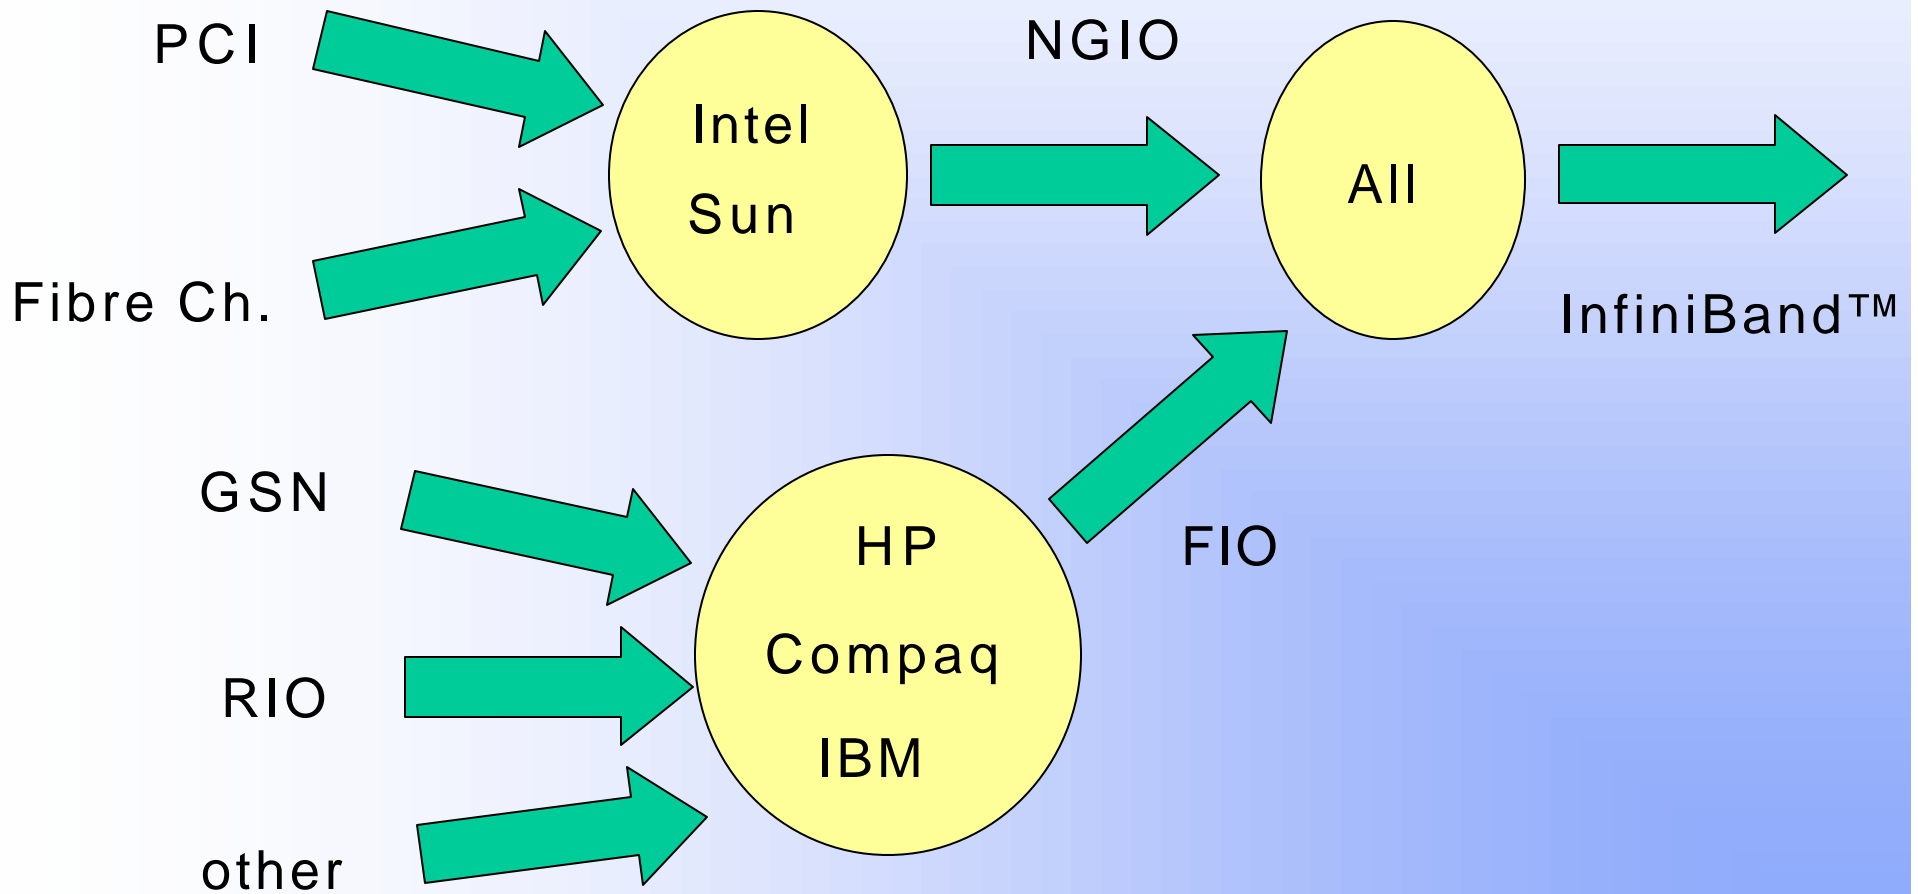 PCI
Fibre Ch.
Intel
Sun
NGIO
All
InfiniBand™
GSN
RIO
other
HP
Compaq
IBM
FIO